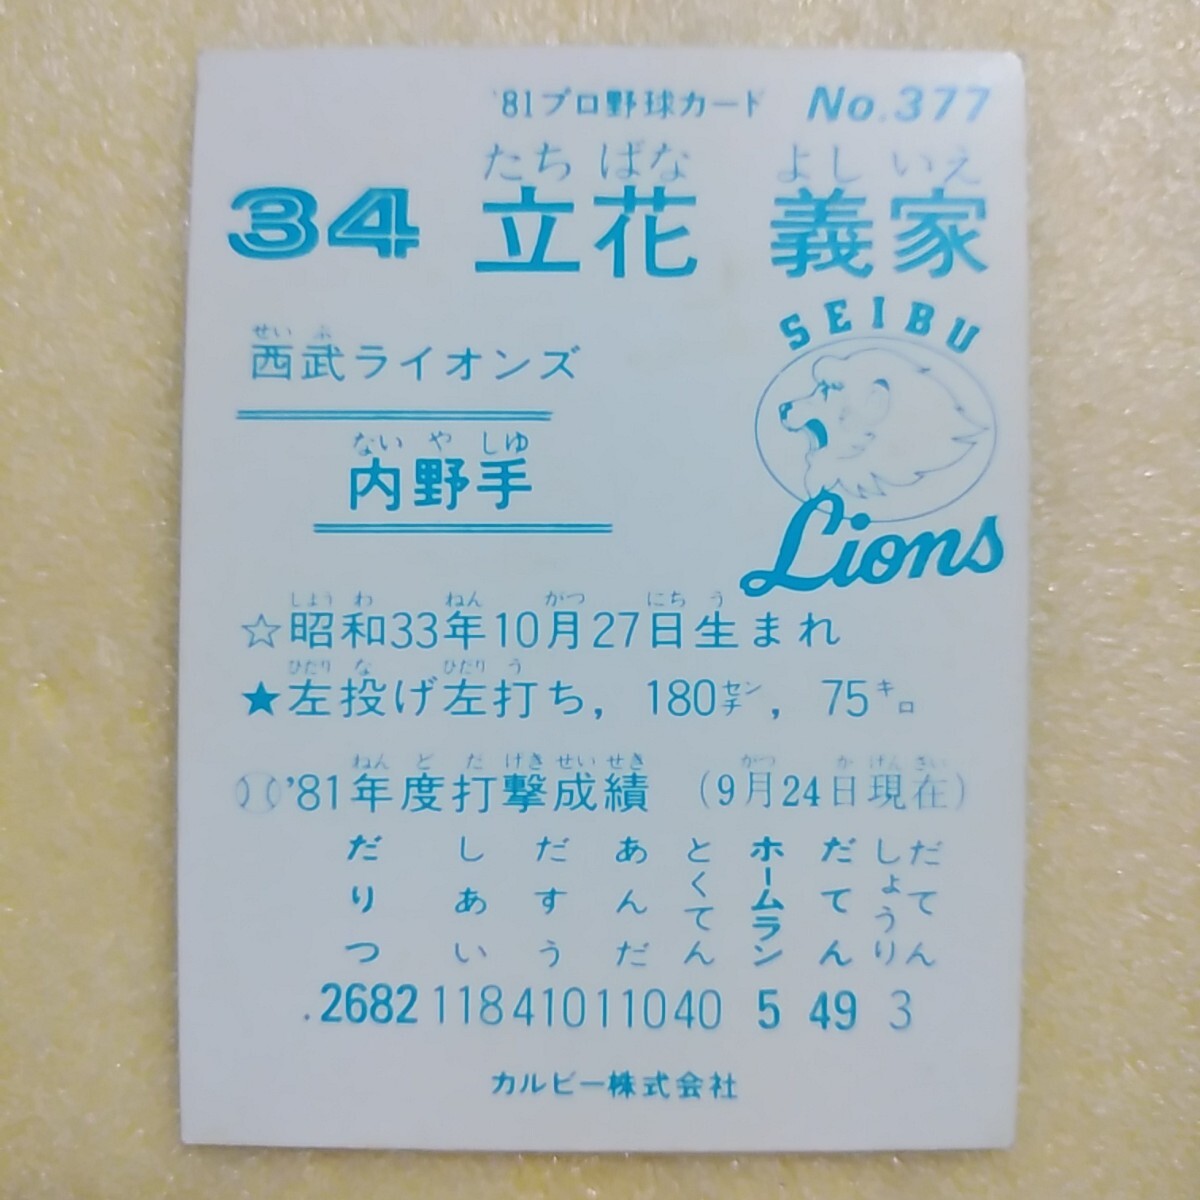 '81プロ野球カード No.377
たちばな よしいえ
34 立花 義家
SEIBU
せいぶ
西武ライオンズ
ないやしゆ
内野手
Lions
しようわ ねん がつ にちう
☆昭和33年10月27日生まれ
ひだりな ひだりう
★左投げ左打ち, 180センチ, 75キロ
ねんどだげきせいせき がつ かげんざい
'81年度打撃成績 (9月24日現在)
だりつ しあい だすう あんだ とくてん ホームラン だてん しょうりだてん
.2682 118 410 110 40 5 49 3
カルビー株式会社